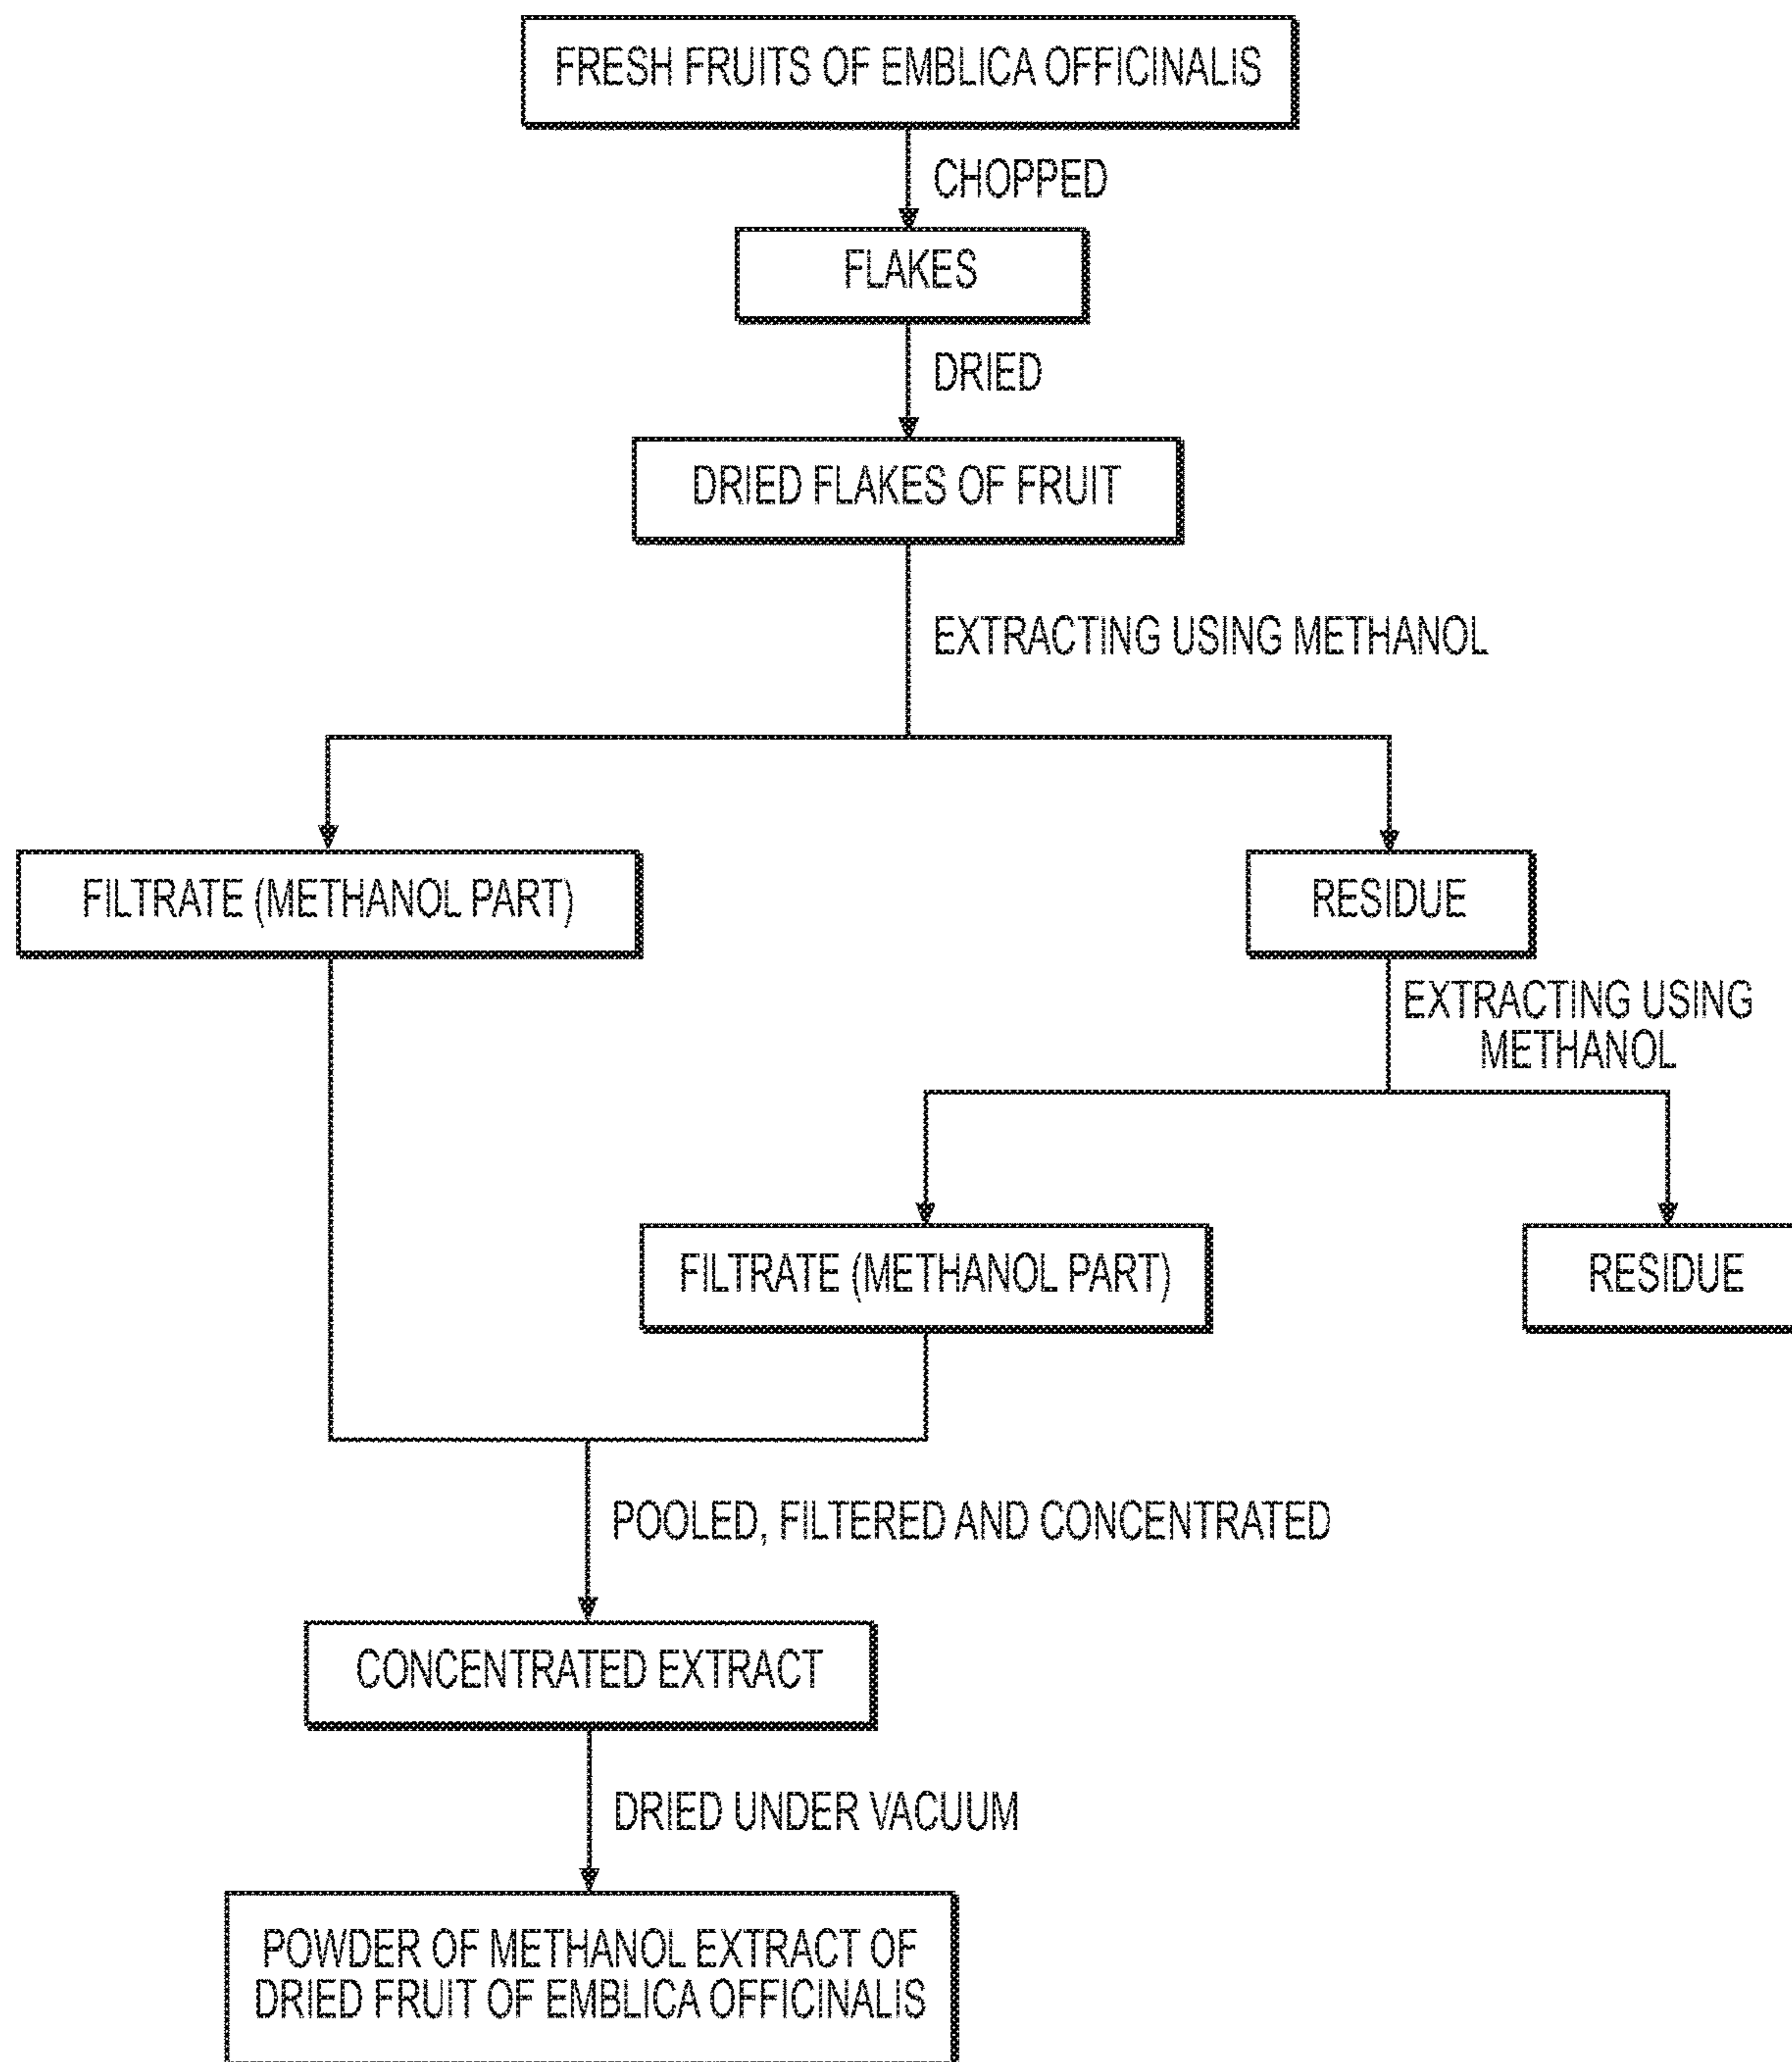 FRESH FRUITS OF EMBLICA OFFICINALIS
CHOPPED
FLAKES
DRIED
DRIED FLAKES OF FRUIT
EXTRACTING USING METHANOL
FILTRATE (METHANOL PART)
RESIDUE
EXTRACTING USING
METHANOL
FILTRATE (METHANOL PART)
RESIDUE
POOLED, FILTERED AND CONCENTRATED
CONCENTRATED EXTRACT
DRIED UNDER VACUUM
POWDER OF METHANOL EXTRACT OF
DRIED FRUIT OF EMBLICA OFFICINALIS